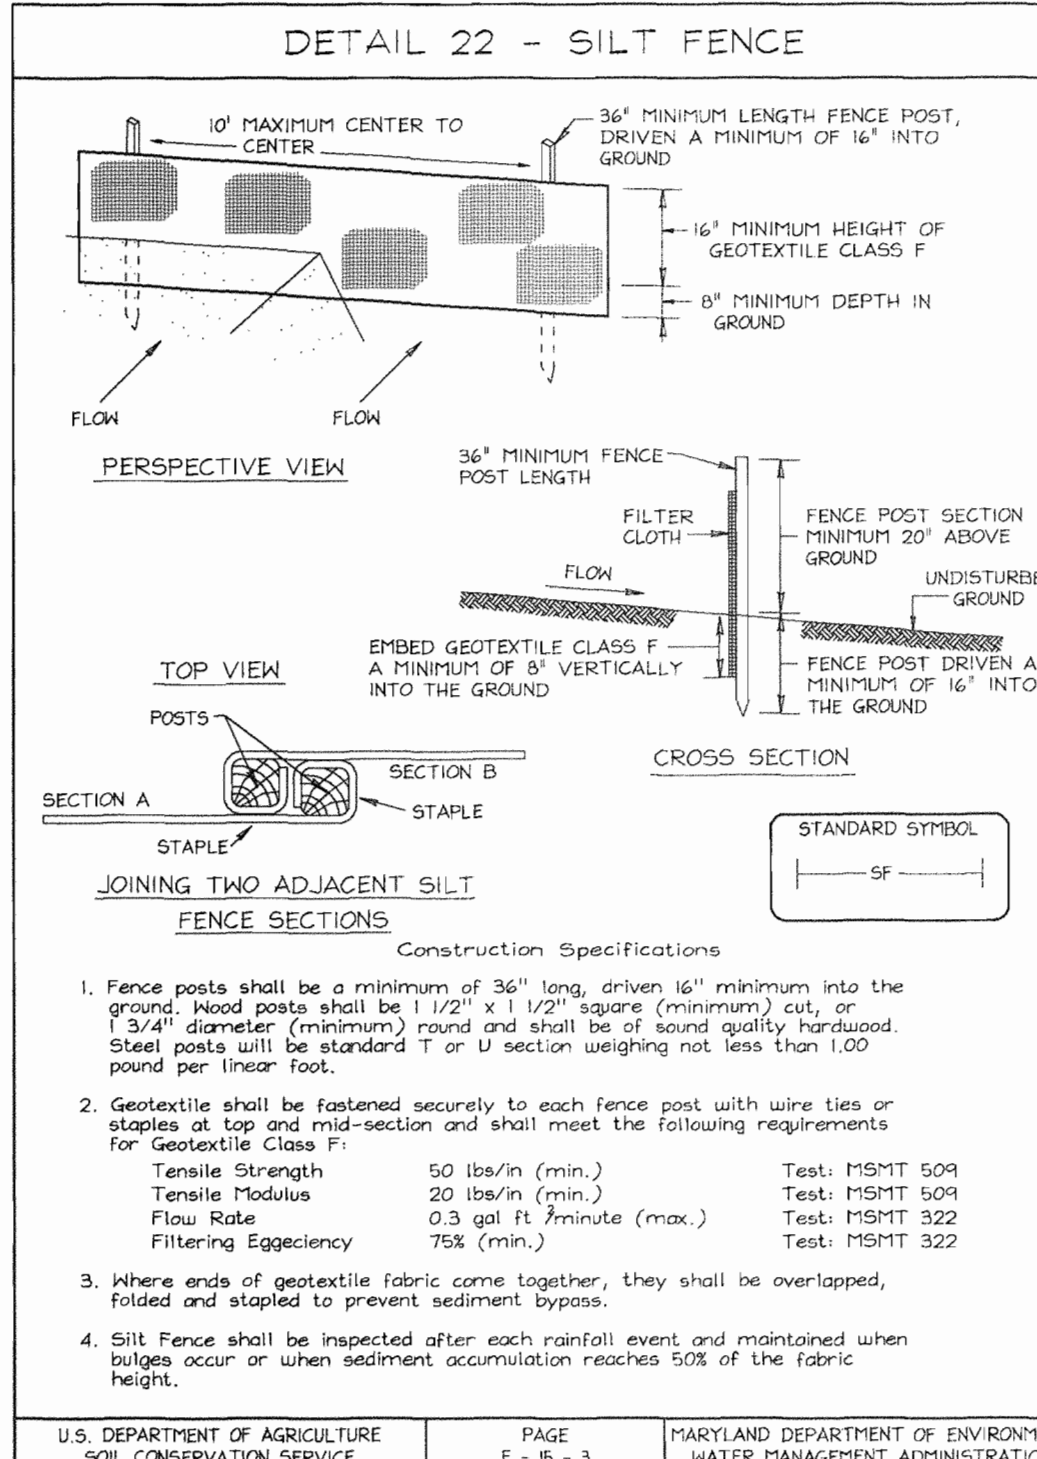 DETAIL 22 - SILT FENCE
10' MAXIMUM CENTER TO
CENTER
36" MINIMUM LENGTH FENCE POST,
DRIVEN A MINIMUM OF 16" INTO
GROUND
16" MINIMUM HEIGHT OF
GEOTEXTILE CLASS F
8" MINIMUM DEPTH IN
GROUND
FLOW
FLOW
PERSPECTIVE VIEW
36" MINIMUM FENCE
POST LENGTH
FILTER
CLOTH
FENCE POST SECTION
MINIMUM 20" ABOVE
GROUND
FLOW
UNDISTURBE
GROUND
EMBED GEOTEXTILE CLASS F
A MINIMUM OF 8" VERTICALLY
INTO THE GROUND
FENCE POST DRIVEN A
MINIMUM OF 16" INTO
THE GROUND
CROSS SECTION
TOP VIEW
POSTS
SECTION B
SECTION A
STAPLE
STAPLE
JOINING TWO ADJACENT SILT
FENCE SECTIONS
STANDARD SYMBOL
SF
Construction Specifications
1. Fence posts shall be a minimum of 36" long, driven 16" minimum into the
ground. Wood posts shall be 1 1/2" x 1 1/2" square (minimum) cut, or
1 3/4" diameter (minimum) round and shall be of sound quality hardwood.
Steel posts will be standard T or U section weighing not less than 1.00
pound per linear foot.
2. Geotextile shall be fastened securely to each fence post with wire ties or
staples at top and mid-section and shall meet the following requirements
for Geotextile Class F:
Tensile Strength 50 lbs/in (min.) Test: MSMT 509
Tensile Modulus 20 lbs/in (min.) Test: MSMT 509
Flow Rate 0.3 gal ft ²/minute (max.) Test: MSMT 322
Filtering Eggeciency 75% (min.) Test: MSMT 322
3. Where ends of geotextile fabric come together, they shall be overlapped,
folded and stapled to prevent sediment bypass.
4. Silt Fence shall be inspected after each rainfall event and maintained when
bulges occur or when sediment accumulation reaches 50% of the fabric
height.
U.S. DEPARTMENT OF AGRICULTURE
SOIL CONSERVATION SERVICE
PAGE
E - 15 - 3
MARYLAND DEPARTMENT OF ENVIRONM
WATER MANAGEMENT ADMINISTRATIO